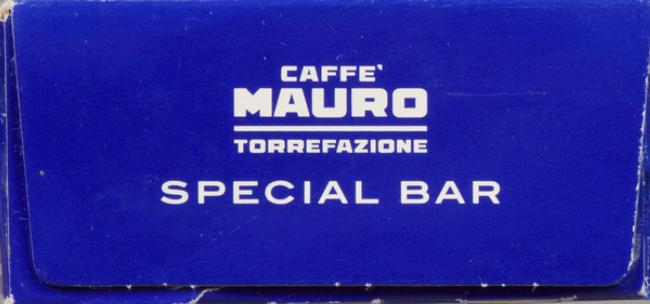 CAFFE'
MAURO
TORREFAZIONE
SPECIAL BAR